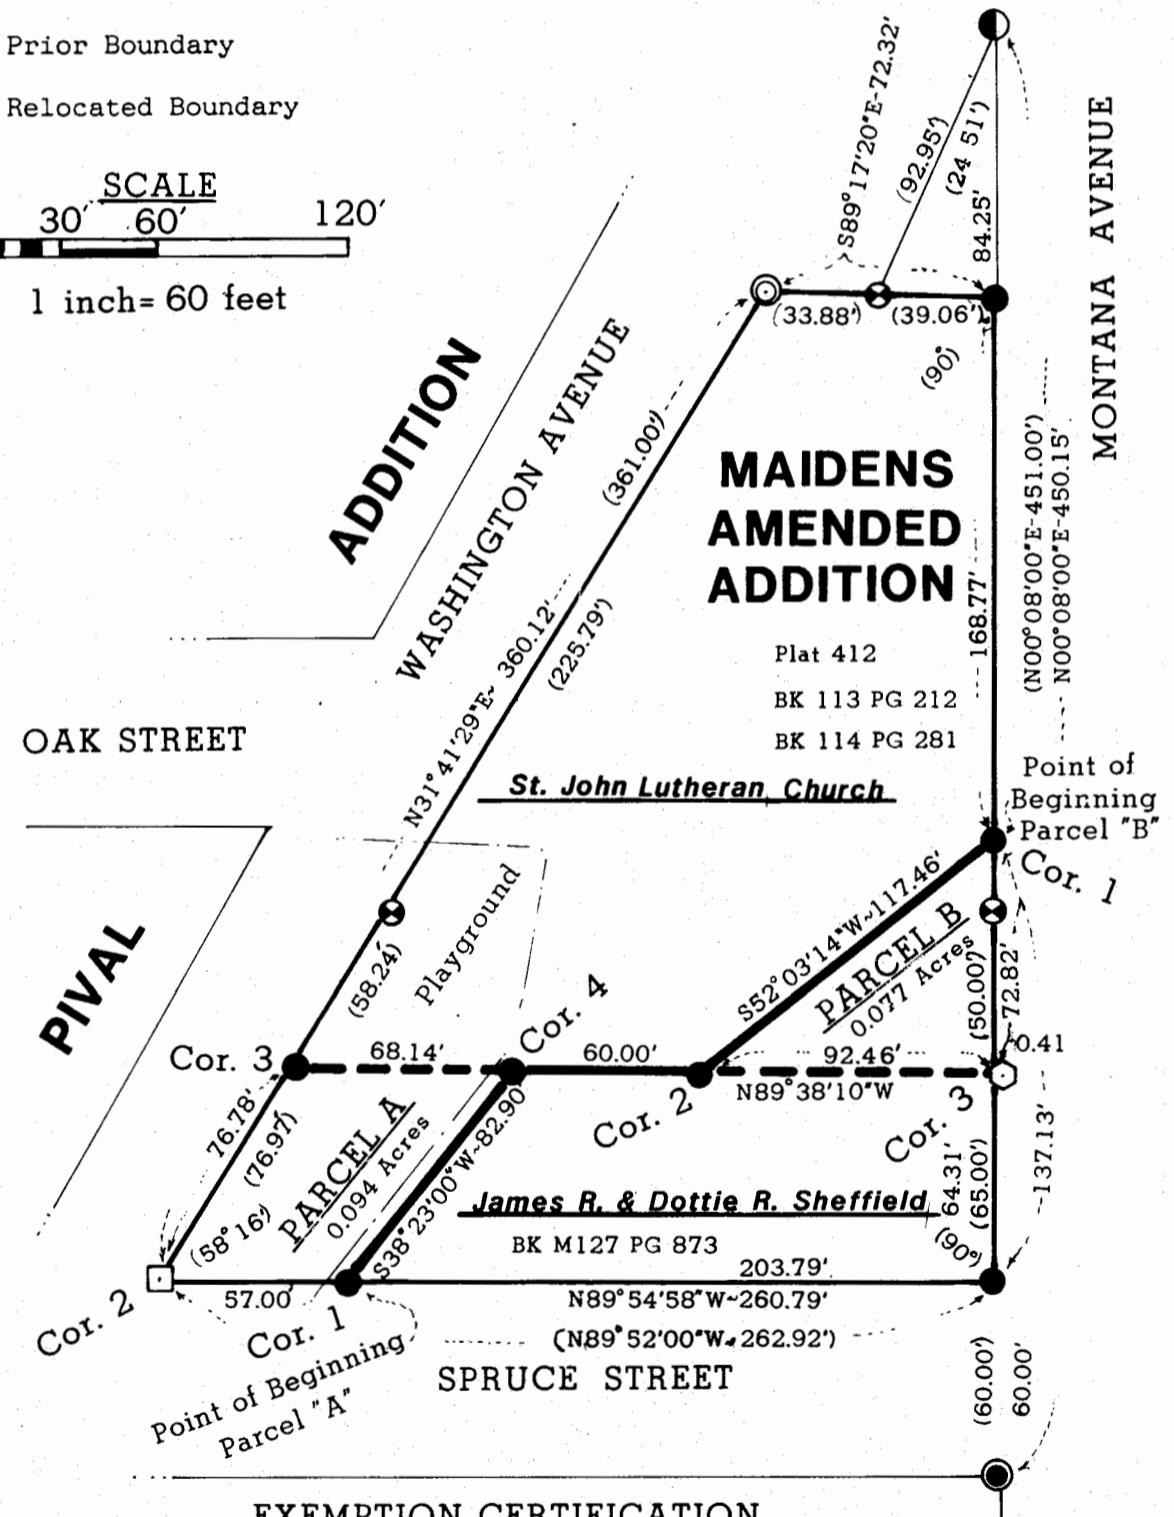 Prior Boundary
Relocated Boundary
SCALE
30' 60' 120'
1 inch= 60 feet
S89°17'20"E-72.32'
(92.95')
(24 51')
84.25'
MONTANA AVENUE
(33.88') (39.06')
(90°)
ADDITION
WASHINGTON AVENUE
(361.00')
N31°41'29"E~ 360.12'
(225.79')
MAIDENS
AMENDED
ADDITION
Plat 412
BK 113 PG 212
BK 114 PG 281
168.77'
(N00°08'00"E-451.00')
N00°08'00"E-450.15'
OAK STREET
St. John Lutheran Church
Point of
Beginning
Parcel "B"
Cor. 1
PIVAL
Playground
(58.24')
S52°03'14"W~117.46'
PARCEL B
0.077 Acres
(50.00')
72.82'
0.41
Cor. 3
68.14'
Cor. 4
60.00'
92.46'
N89°38'10"W
Cor. 2
Cor. 3
76.78'
(76.97')
(58°16')
PARCEL A
0.094 Acres
S38°23'00"W~82.90'
James R. & Dottie R. Sheffield
BK M127 PG 873
64.31'
(65.00')
(90°)
137.13'
57.00'
203.79'
N89°54'58"W~260.79'
(N89°52'00"W-262.92')
Cor. 2
Cor. 1
Point of Beginning
Parcel "A"
SPRUCE STREET
(60.00')
60.00'
EXEMPTION CERTIFICATION